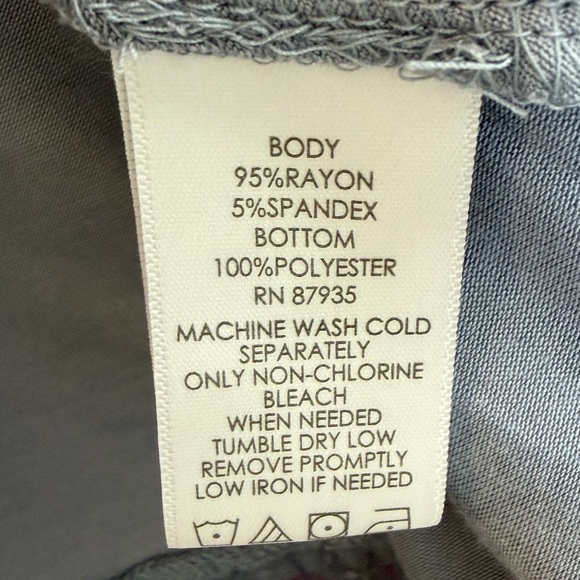 BODY
95%RAYON
5%SPANDEX
BOTTOM
100%POLYESTER
RN 87935
MACHINE WASH COLD
SEPARATELY
ONLY NON-CHLORINE
BLEACH
WHEN NEEDED
TUMBLE DRY LOW
REMOVE PROMPTLY
LOW IRON IF NEEDED